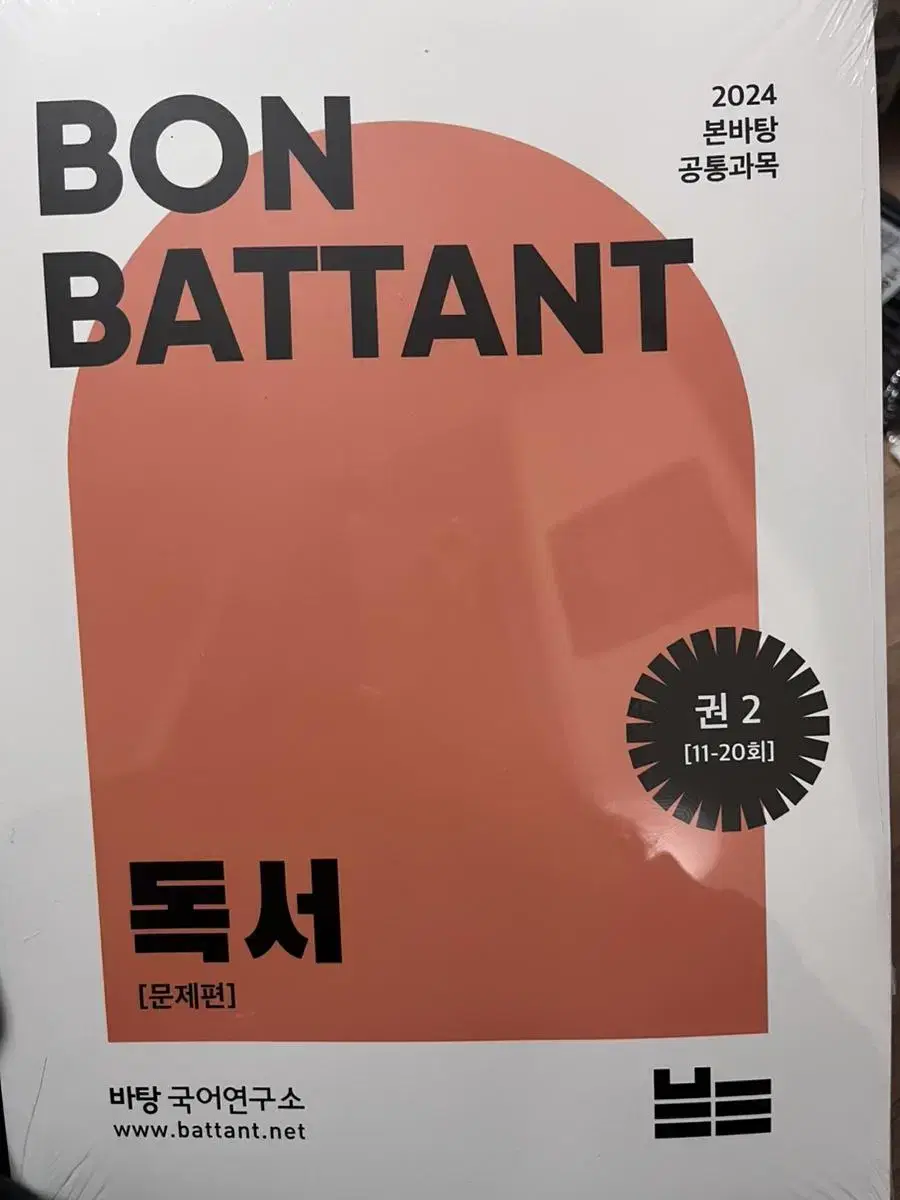 BON
BATTANT
2024
본바탕
공통과목
권 2
[11-20회]
독서
[문제편]
바탕 국어연구소
www.battant.net